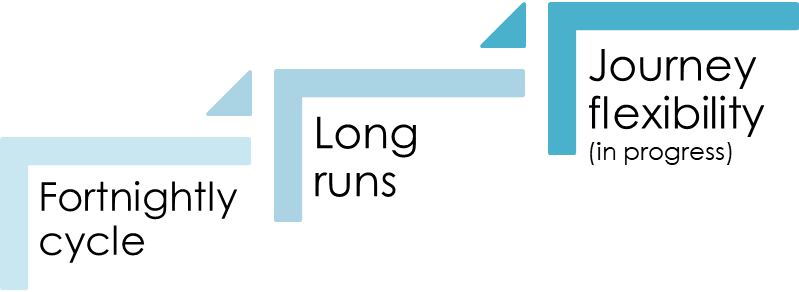 Fortnightly
cycle
Long
runs
Journey
flexibility
(in progress)